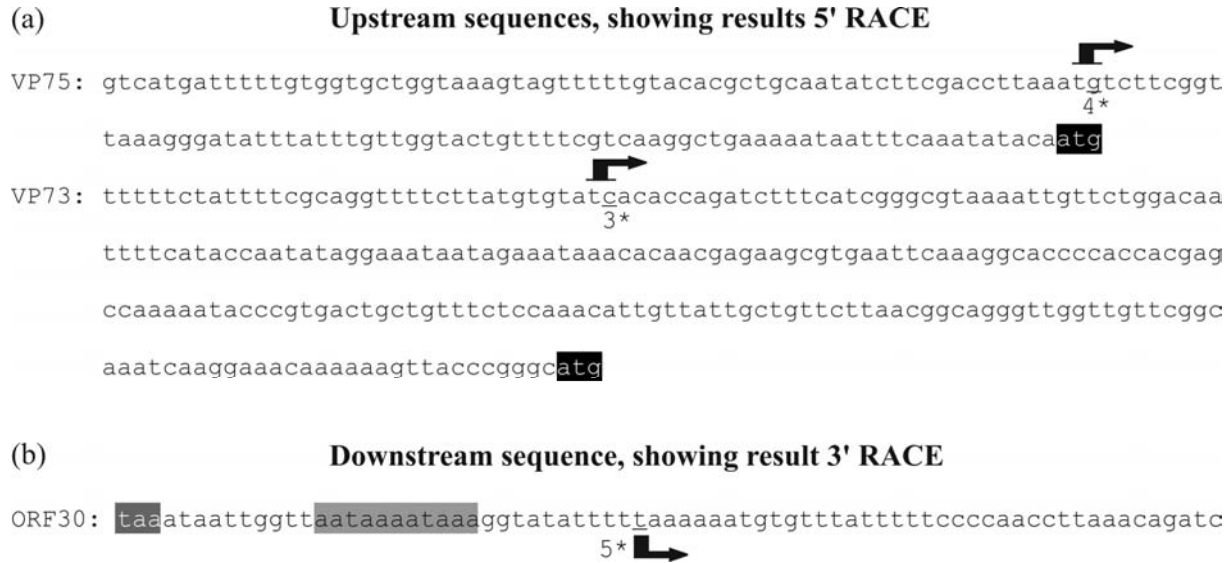 (a) Upstream sequences, showing results 5' RACE
VP75: gtcatgatttttgtggtgctggtaaagtagtttttgtacacgctgcaatatcttcgaccttaaatgtcttcggt
4*
taaagggatatttatttgttggtactgttttcgtcaaggctgaaaaataatttcaaatatacaatg
VP73: tttttctattttcgcaggttttcttatgtgtatcacaccagatctttcatcgggcgtaaaattgttctggacaa
3*
ttttcataccaatataggaaataatagaaataaacacaacgagaagcgtgaattcaaaggcaccccaccacgag
ccaaaaatacccgtgactgctgtttctccaaacattgttattgctgttcttaacggcagggttggttgttcggc
aaatcaaggaaacaaaaaagttacccgggcatg
(b) Downstream sequence, showing result 3' RACE
ORF30: taaataattggttaataaaataaaggtatatttttaaaaaatgtgtttatttttccccaaccttaaacagatc
5*